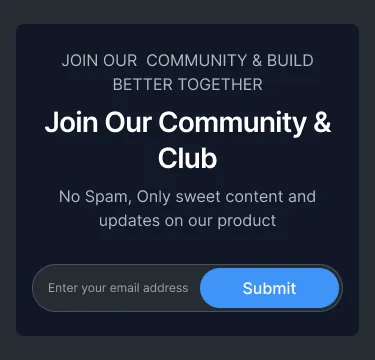 JOIN OUR  COMMUNITY & BUILD
BETTER TOGETHER
Join Our Community &
Club
No Spam, Only sweet content and
updates on our product
Enter your email address
Submit